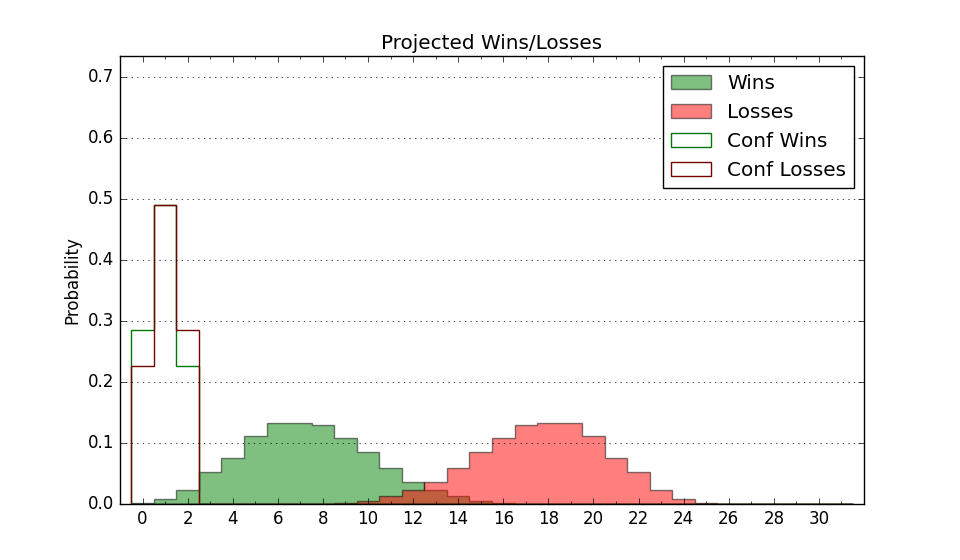 Projected Wins/Losses
Wins
Losses
Conf Wins
Conf Losses
Probability
0.7
0.6
0.5
0.4
0.3
0.2
0.1
0.0
0 2 4 6 8 10 12 14 16 18 20 22 24 26 28 30